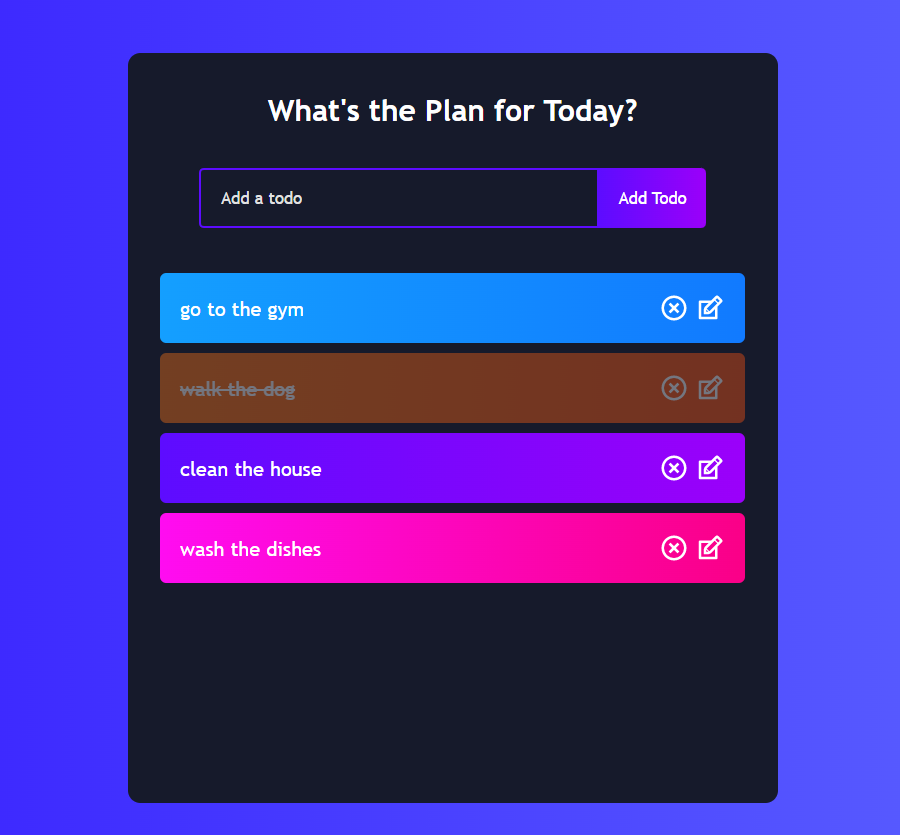 What's the Plan for Today?
Add a todo
Add Todo
go to the gym
walk the dog
clean the house
wash the dishes